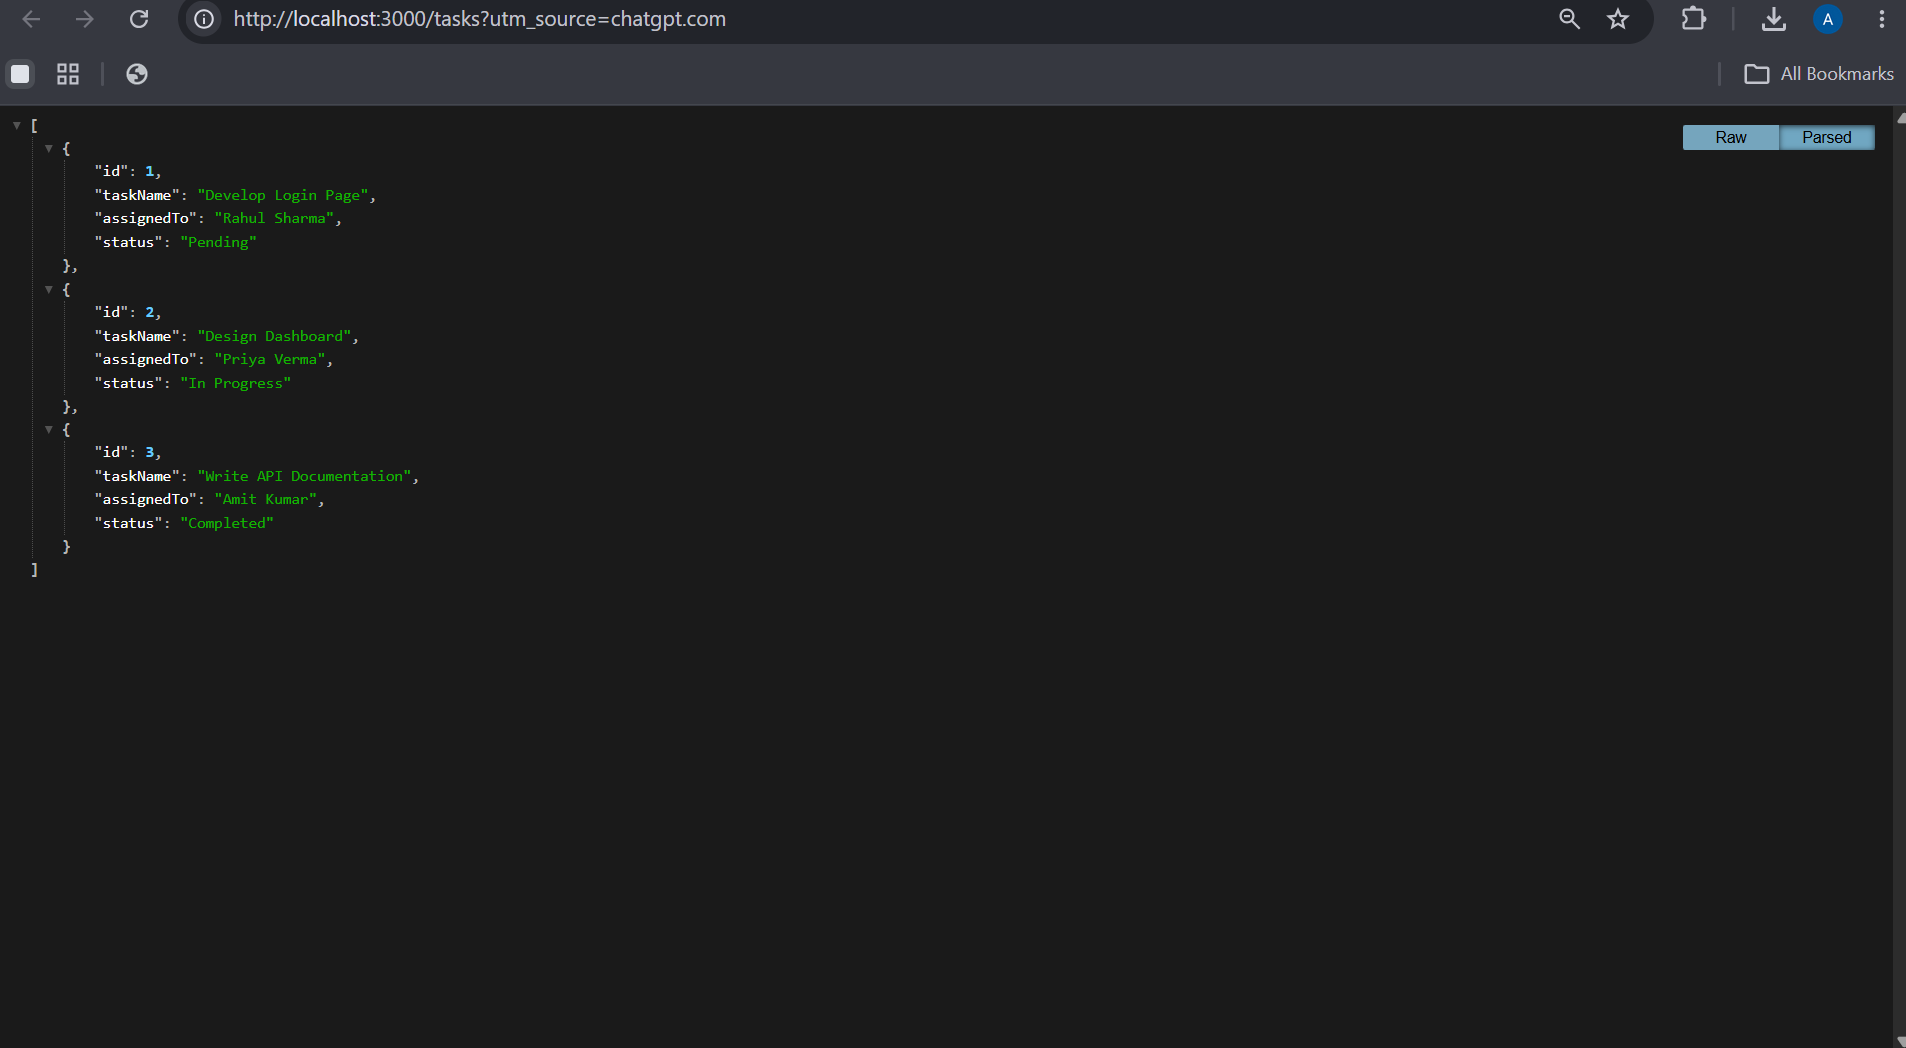 http://localhost:3000/tasks?utm_source=chatgpt.com
A
All Bookmarks
Raw Parsed
[
{
"id": 1,
"taskName": "Develop Login Page",
"assignedTo": "Rahul Sharma",
"status": "Pending"
},
{
"id": 2,
"taskName": "Design Dashboard",
"assignedTo": "Priya Verma",
"status": "In Progress"
},
{
"id": 3,
"taskName": "Write API Documentation",
"assignedTo": "Amit Kumar",
"status": "Completed"
}
]